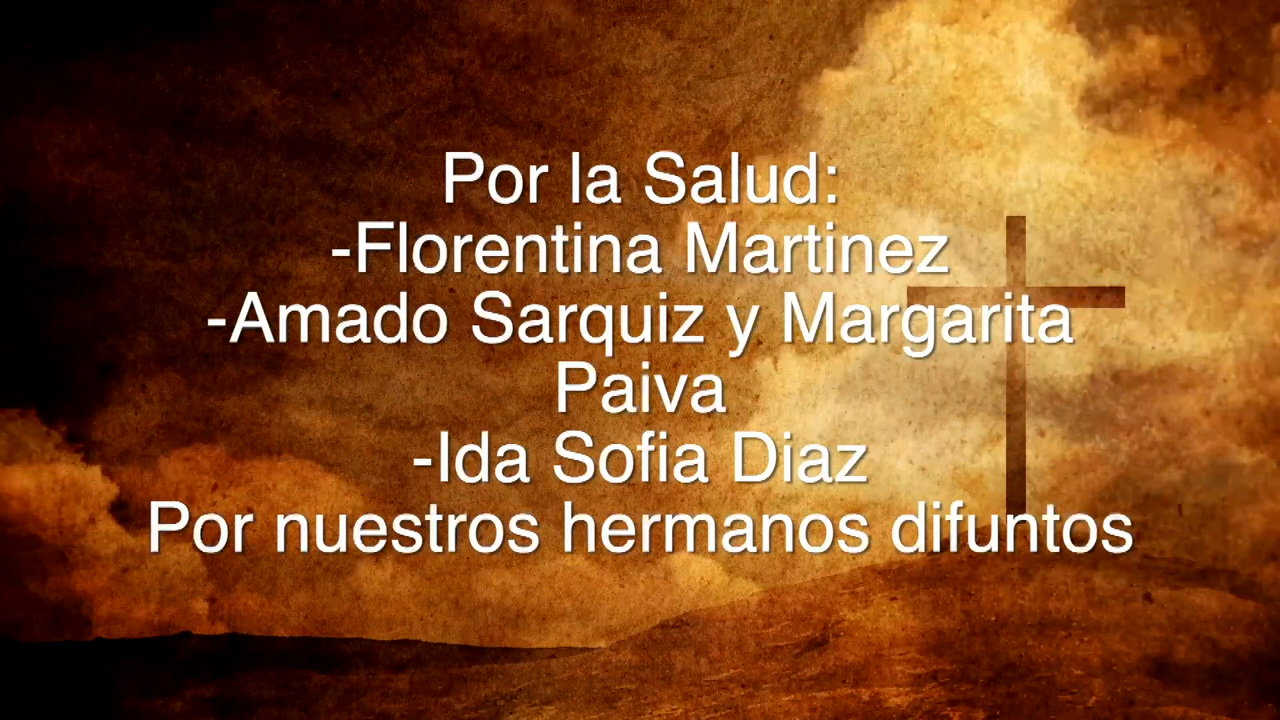 Por la Salud:
-Florentina Martinez
-Amado Sarquiz y Margarita
Paiva
-Ida Sofia Diaz
Por nuestros hermanos difuntos